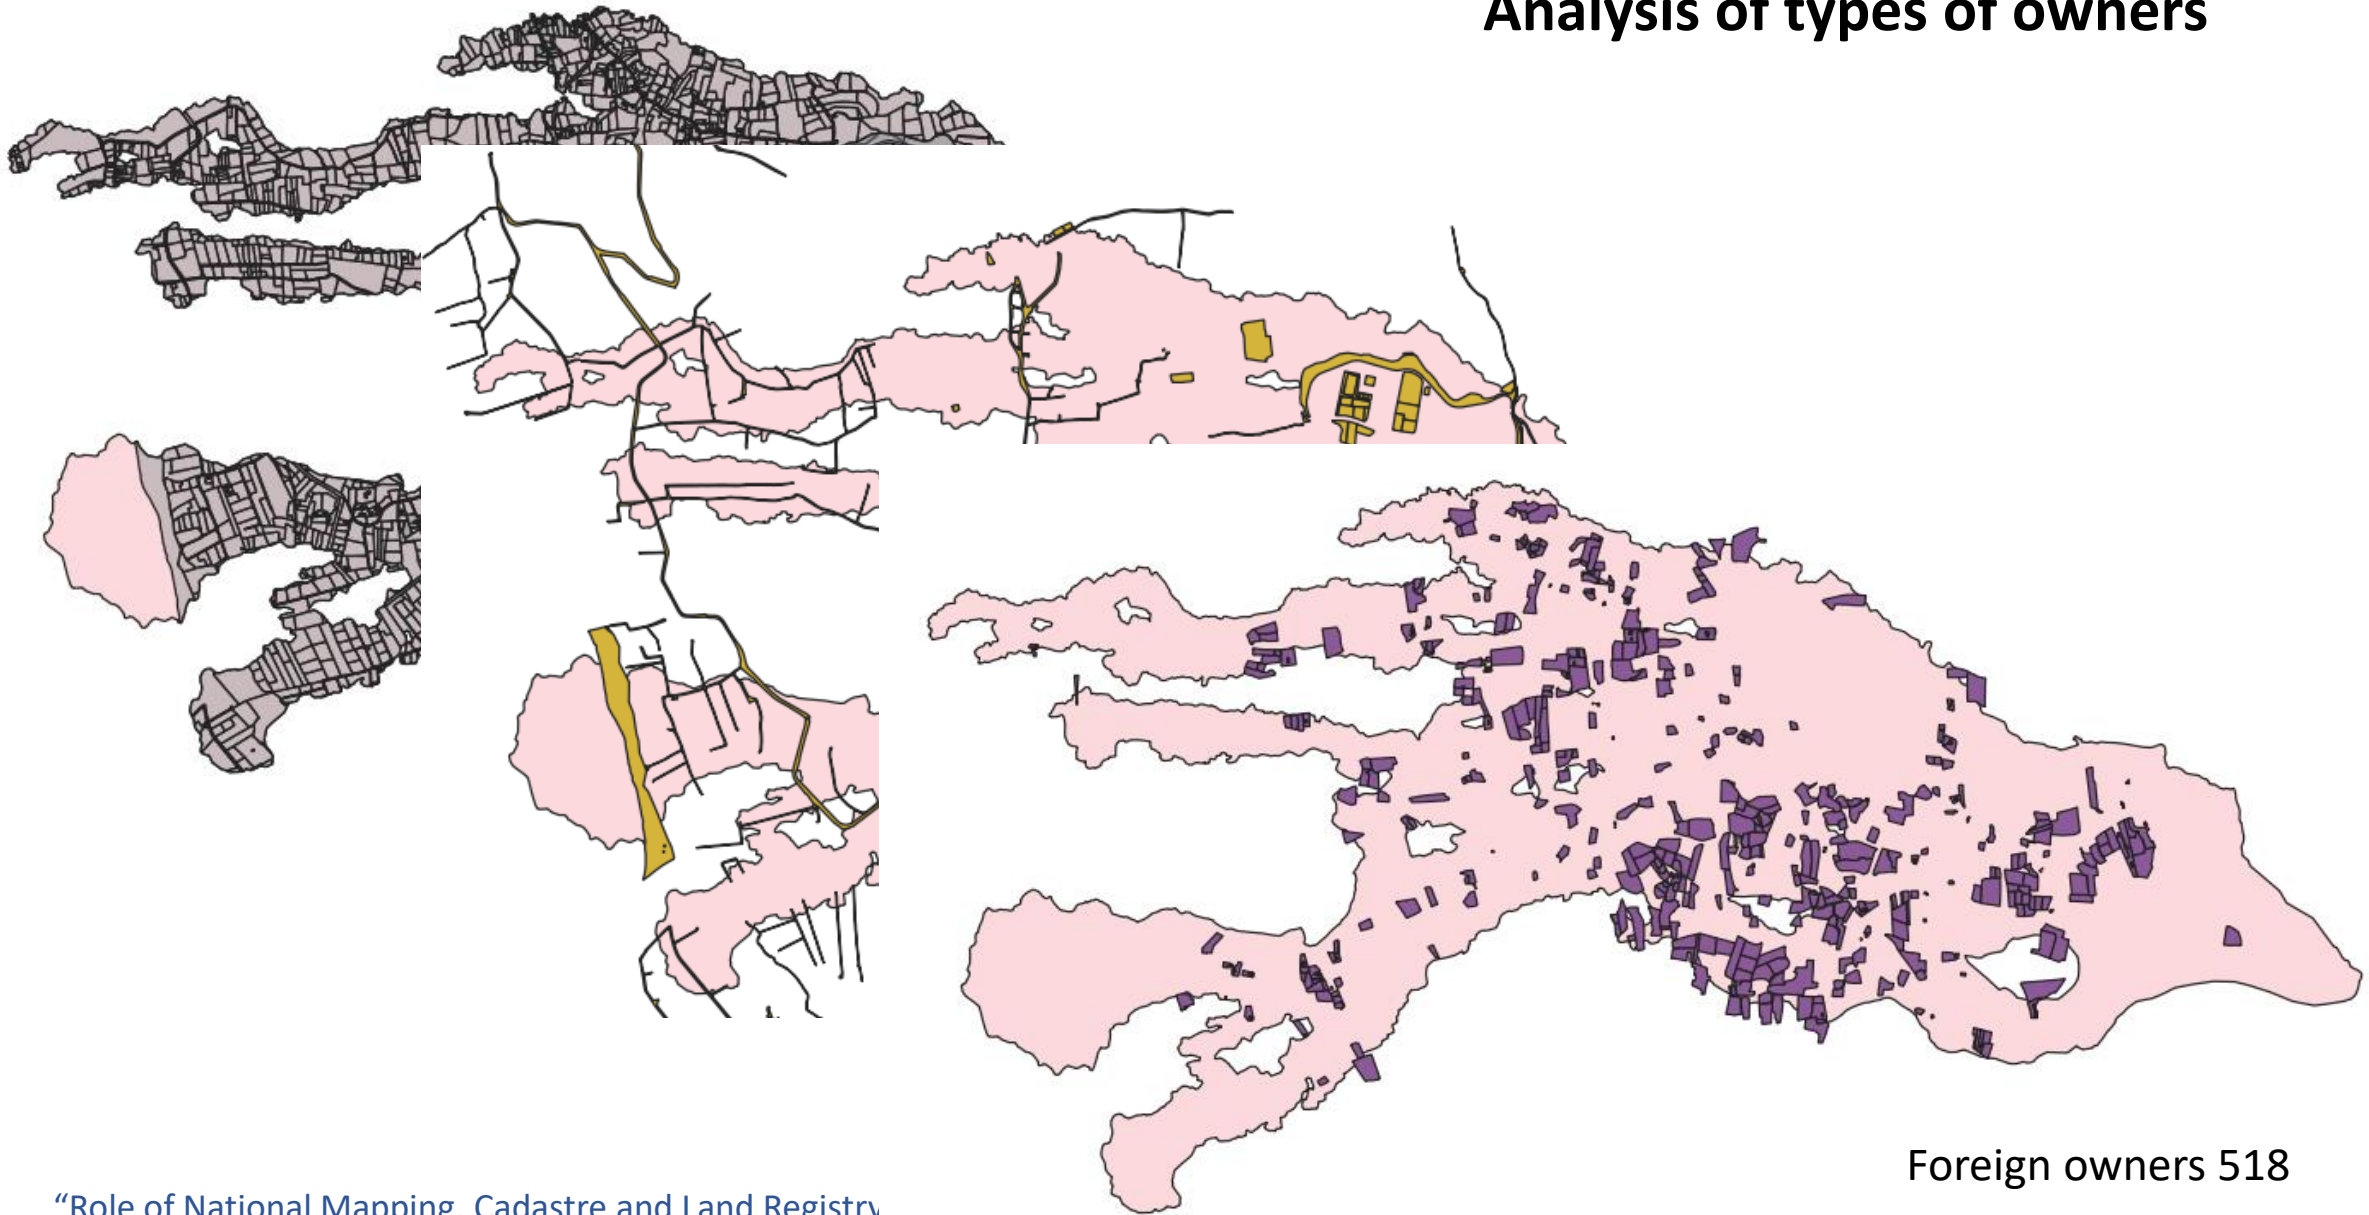 Analysis of types of owners
Foreign owners 518
“Role of National Mapping, Cadastre and Land Registry